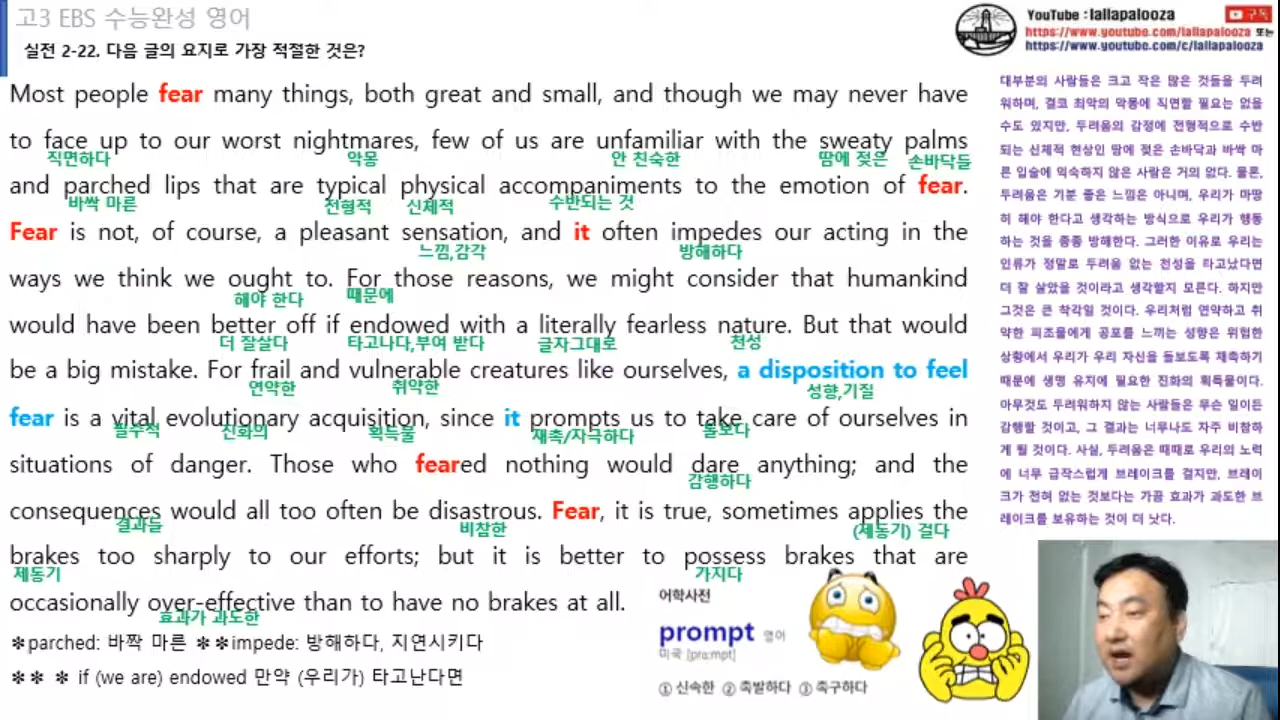 고3 EBS 수능완성 영어
실전 2-22. 다음 글의 요지로 가장 적절한 것은?
YouTube : lallapalooza
구독
https://www.youtube.com/lallapalooza 또는
https://www.youtube.com/c/lallapalooza
Most people fear many things, both great and small, and though we may never have
to face up to our worst nightmares, few of us are unfamiliar with the sweaty palms
직면하다 악몽 안 친숙한 땀에 젖은 손바닥들
and parched lips that are typical physical accompaniments to the emotion of fear.
바싹 마른 전형적 신체적 수반되는 것
Fear is not, of course, a pleasant sensation, and it often impedes our acting in the
느낌,감각 방해하다
ways we think we ought to. For those reasons, we might consider that humankind
해야 한다 때문에
would have been better off if endowed with a literally fearless nature. But that would
더 잘살다 타고나다,부여 받다 글자그대로 천성
be a big mistake. For frail and vulnerable creatures like ourselves, a disposition to feel
연약한 취약한 성향,기질
fear is a vital evolutionary acquisition, since it prompts us to take care of ourselves in
필수적 진화의 획득물 재촉/자극하다 돌보다
situations of danger. Those who feared nothing would dare anything; and the
감행하다
consequences would all too often be disastrous. Fear, it is true, sometimes applies the
결과들 비참한 (제동기) 걸다
brakes too sharply to our efforts; but it is better to possess brakes that are
제동기 가지다
occasionally over-effective than to have no brakes at all.
효과가 과도한
✻parched: 바짝 마른 ✻✻impede: 방해하다, 지연시키다
✻✻ ✻ if (we are) endowed 만약 (우리가) 타고난다면
어학사전
prompt 영어
미국 [prɑːmpt]
① 신속한 ② 촉발하다 ③ 촉구하다
대부분의 사람들은 크고 작은 많은 것들을 두려
워하며, 결코 최악의 악몽에 직면할 필요는 없을
수도 있지만, 두려움의 감정에 전형적으로 수반
되는 신체적 현상인 땀에 젖은 손바닥과 바싹 마
른 입술에 익숙하지 않은 사람은 거의 없다. 물론,
두려움은 기분 좋은 느낌은 아니며, 우리가 마땅
히 해야 한다고 생각하는 방식으로 우리가 행동
하는 것을 종종 방해한다. 그러한 이유로 우리는
인류가 정말로 두려움 없는 천성을 타고났다면
더 잘 살았을 것이라고 생각할지 모른다. 하지만
그것은 큰 착각일 것이다. 우리처럼 연약하고 취
약한 피조물에게 공포를 느끼는 성향은 위험한
상황에서 우리가 우리 자신을 돌보도록 재촉하기
때문에 생명 유지에 필요한 진화의 획득물이다.
아무것도 두려워하지 않는 사람들은 무슨 일이든
감행할 것이고, 그 결과는 너무나도 자주 비참하
게 될 것이다. 사실, 두려움은 때때로 우리의 노력
에 너무 급작스럽게 브레이크를 걸지만, 브레이
크가 전혀 없는 것보다는 가끔 효과가 과도한 브
레이크를 보유하는 것이 더 낫다.